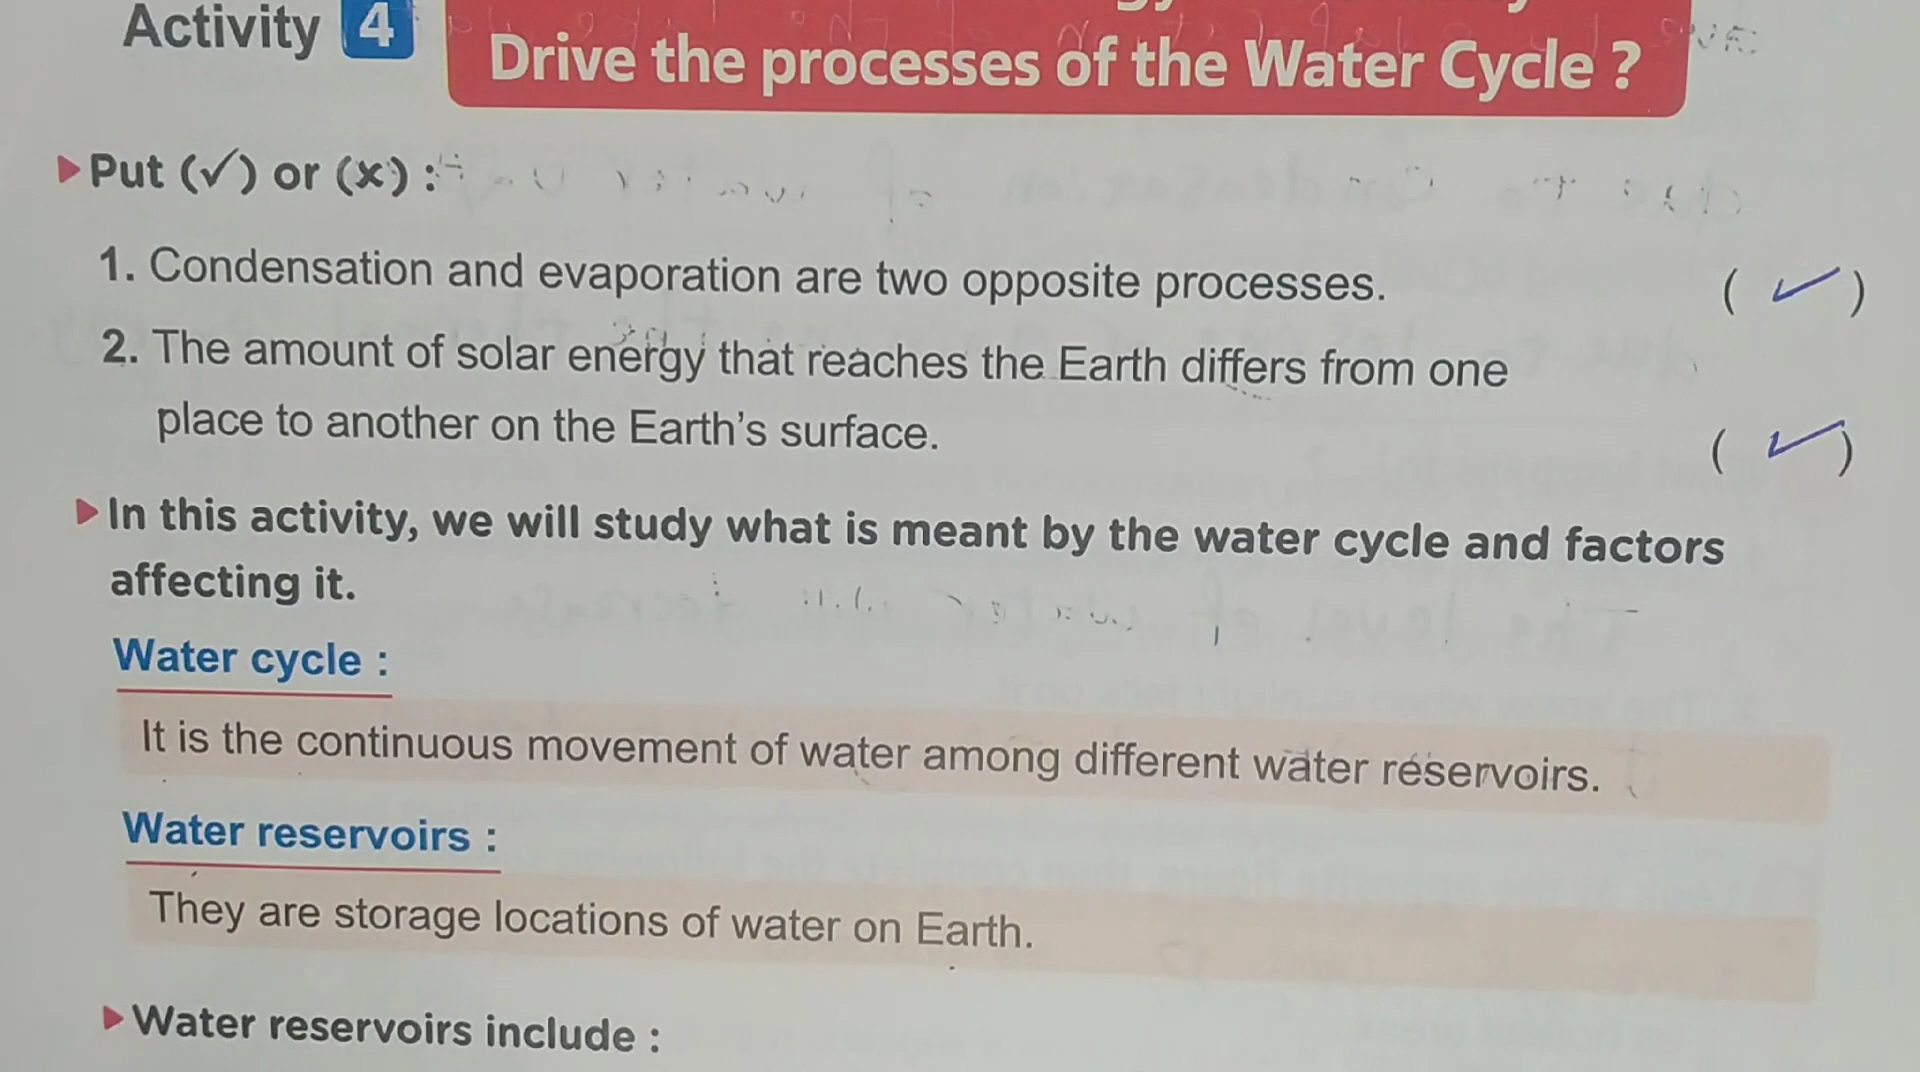 Activity 4
Drive the processes of the Water Cycle ?
Put (✓) or (x) :
1. Condensation and evaporation are two opposite processes. ( ✓ )
2. The amount of solar energy that reaches the Earth differs from one
place to another on the Earth's surface. ( ✓ )
In this activity, we will study what is meant by the water cycle and factors
affecting it.
Water cycle :
It is the continuous movement of water among different water reservoirs.
Water reservoirs :
They are storage locations of water on Earth.
Water reservoirs include :